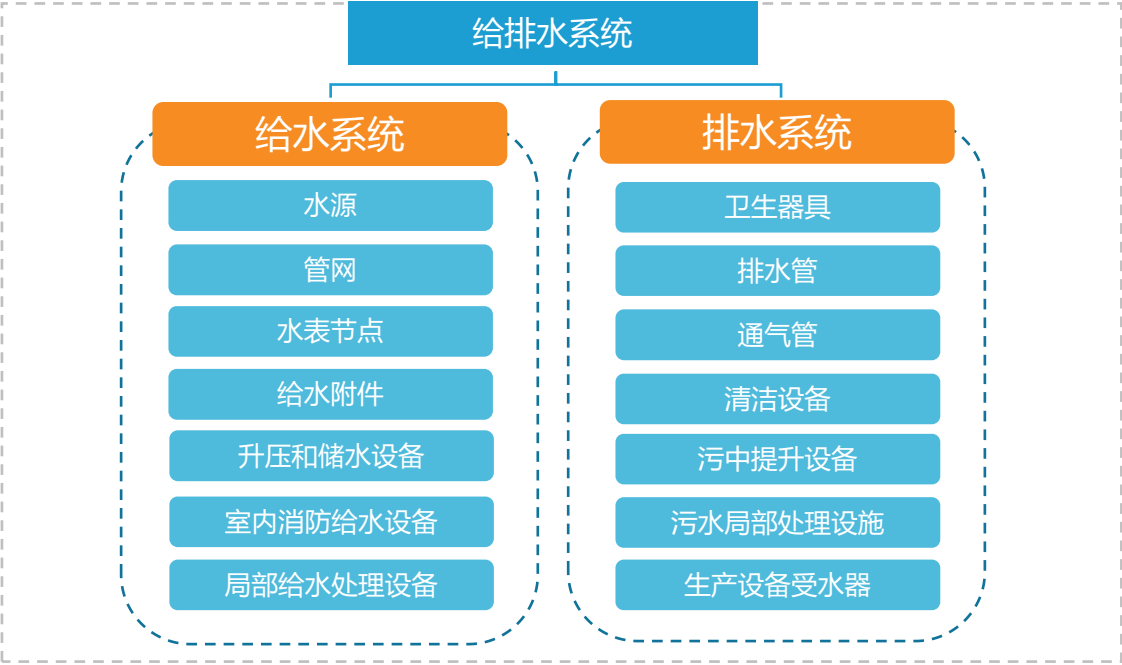 给排水系统
给水系统
水源
管网
水表节点
给水附件
升压和储水设备
室内消防给水设备
局部给水处理设备
排水系统
卫生器具
排水管
通气管
清洁设备
污中提升设备
污水局部处理设施
生产设备受水器